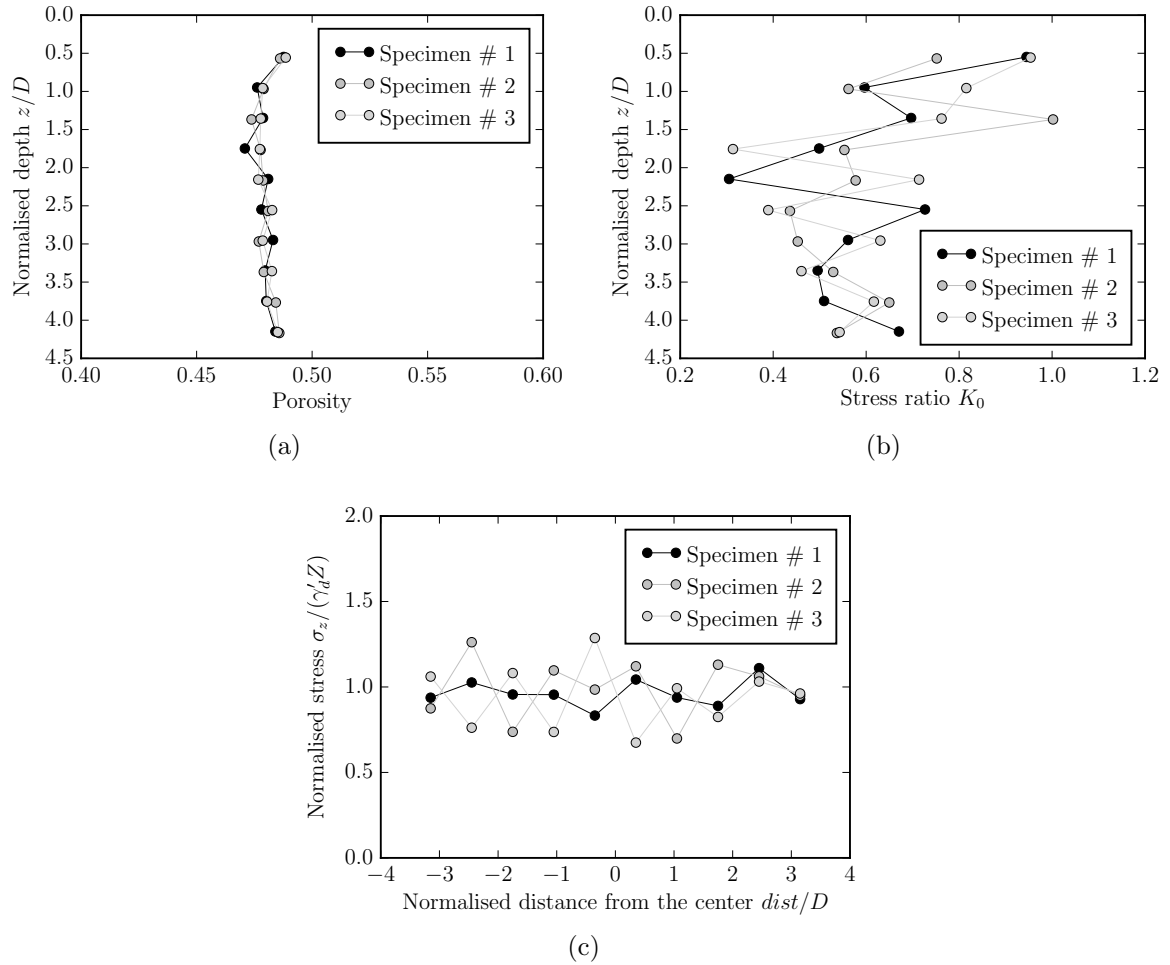 0.0
0.5
1.0
1.5
2.0
2.5
3.0
3.5
4.0
4.5
0.40
0.45
0.50
0.55
0.60
Normalised depth z/D
Porosity
Specimen # 1
Specimen # 2
Specimen # 3
(a)
0.0
0.5
1.0
1.5
2.0
2.5
3.0
3.5
4.0
4.5
0.2
0.4
0.6
0.8
1.0
1.2
Normalised depth z/D
Stress ratio K₀
Specimen # 1
Specimen # 2
Specimen # 3
(b)
2.0
1.5
1.0
0.5
0.0
−4
−3
−2
−1
0
1
2
3
4
Normalised stress σ_z/(γ′_d Z)
Normalised distance from the center dist/D
Specimen # 1
Specimen # 2
Specimen # 3
(c)